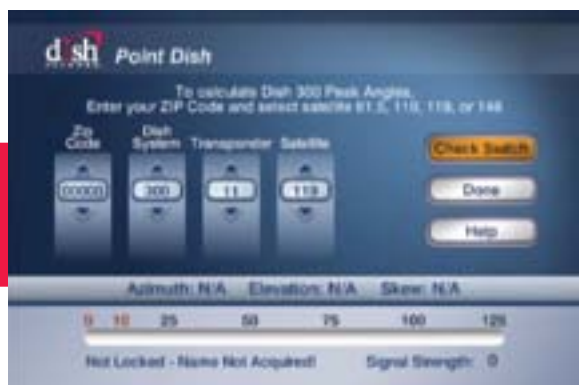 dish NETWORK Point Dish
To calculate Dish 300 Peak Angles,
Enter your ZIP Code and select satellite 61.5, 110, 119, or 148
Zip Code Dish System Transponder Satellite
00000 300 11 119
Check Switch
Done
Help
Azimuth: N/A Elevation: N/A Skew: N/A
0 10 25 50 75 100 125
Not Locked - Name Not Acquired! Signal Strength: 0